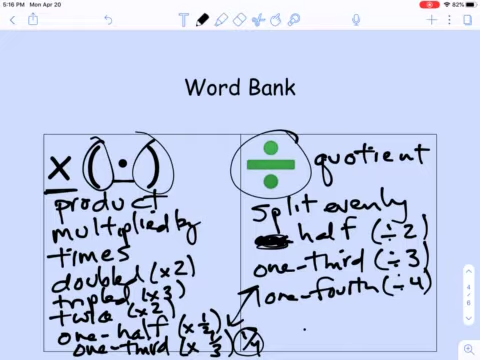 5:16 PM Mon Apr 20
82%
Word Bank
x ( · )
product
multiplied by
times
doubled (x2)
tripled (x3)
twice (x2)
one-half (x 1/2)
one-third (x 1/3) 1/4
÷ quotient
split evenly
half (÷2)
one-third (÷3)
one-fourth (÷4)
4
/
6